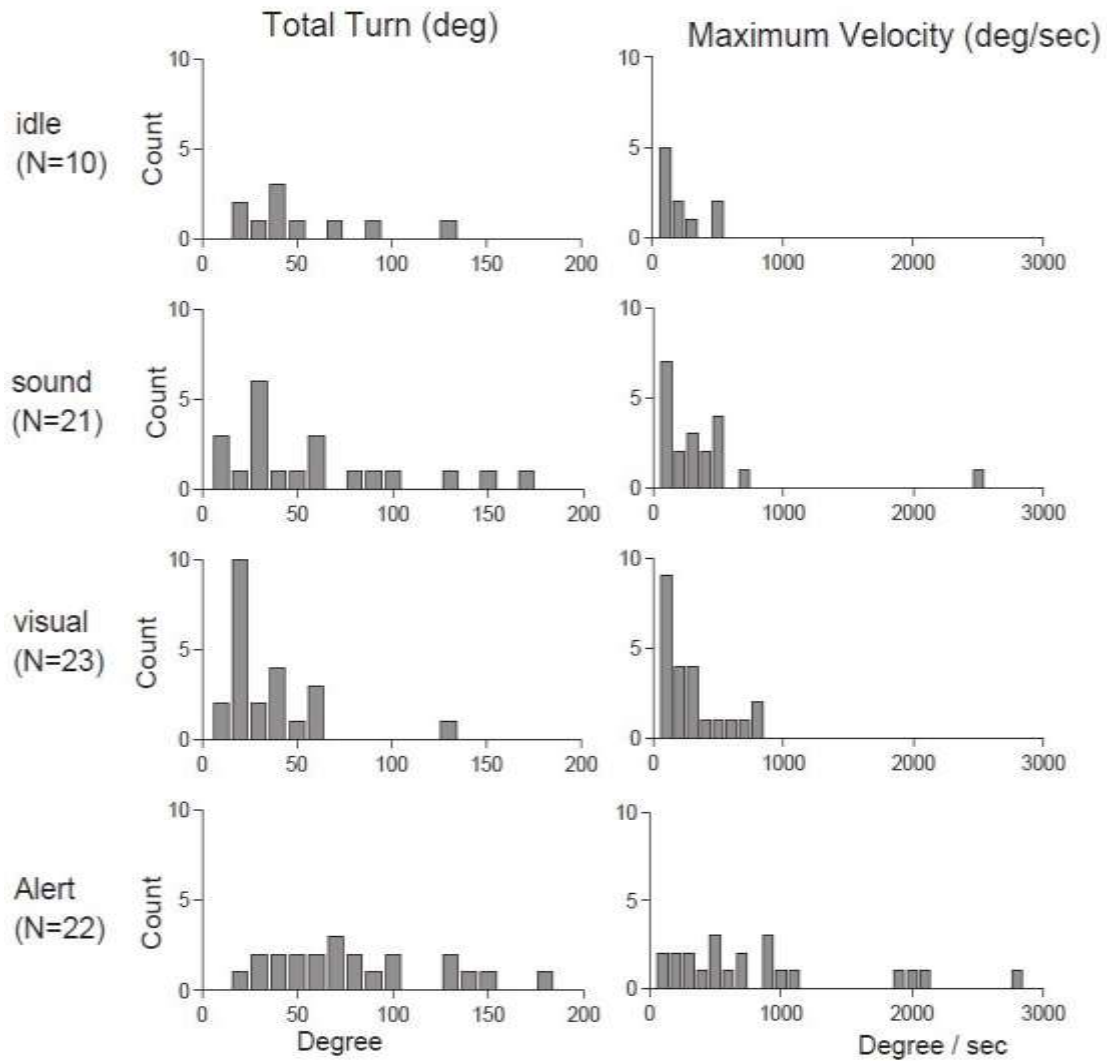 Total Turn (deg)
Maximum Velocity (deg/sec)
idle
(N=10)
Count
10
5
0
0 50 100 150 200
10
5
0
0 1000 2000 3000
sound
(N=21)
Count
10
5
0
0 50 100 150 200
10
5
0
0 1000 2000 3000
visual
(N=23)
Count
10
5
0
0 50 100 150 200
10
5
0
0 1000 2000 3000
Alert
(N=22)
Count
10
5
0
0 50 100 150 200
Degree
10
5
0
0 1000 2000 3000
Degree / sec